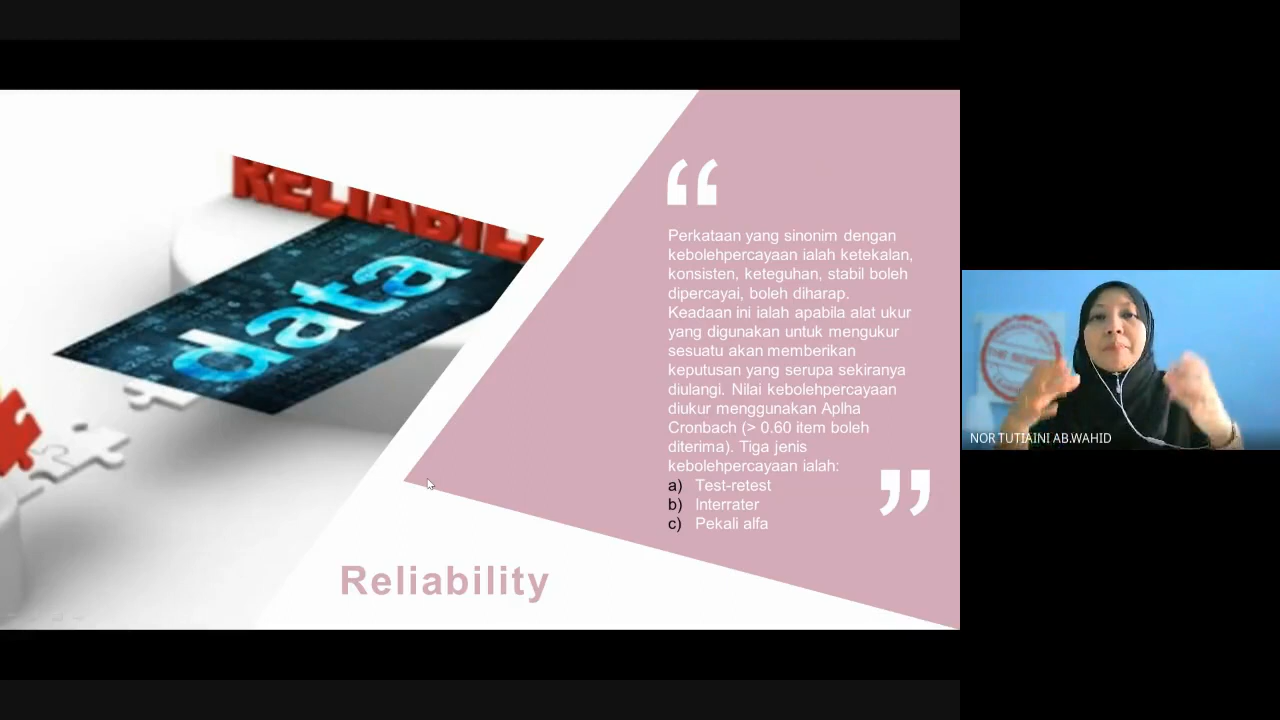 RELIABIL
data
Perkataan yang sinonim dengan
kebolehpercayaan ialah ketekalan,
konsisten, keteguhan, stabil boleh
dipercayai, boleh diharap.
Keadaan ini ialah apabila alat ukur
yang digunakan untuk mengukur
sesuatu akan memberikan
keputusan yang serupa sekiranya
diulangi. Nilai kebolehpercayaan
diukur menggunakan Aplha
Cronbach (> 0.60 item boleh
diterima). Tiga jenis
kebolehpercayaan ialah:
a) Test-retest
b) Interrater
c) Pekali alfa
Reliability
NOR TUTIAINI AB.WAHID